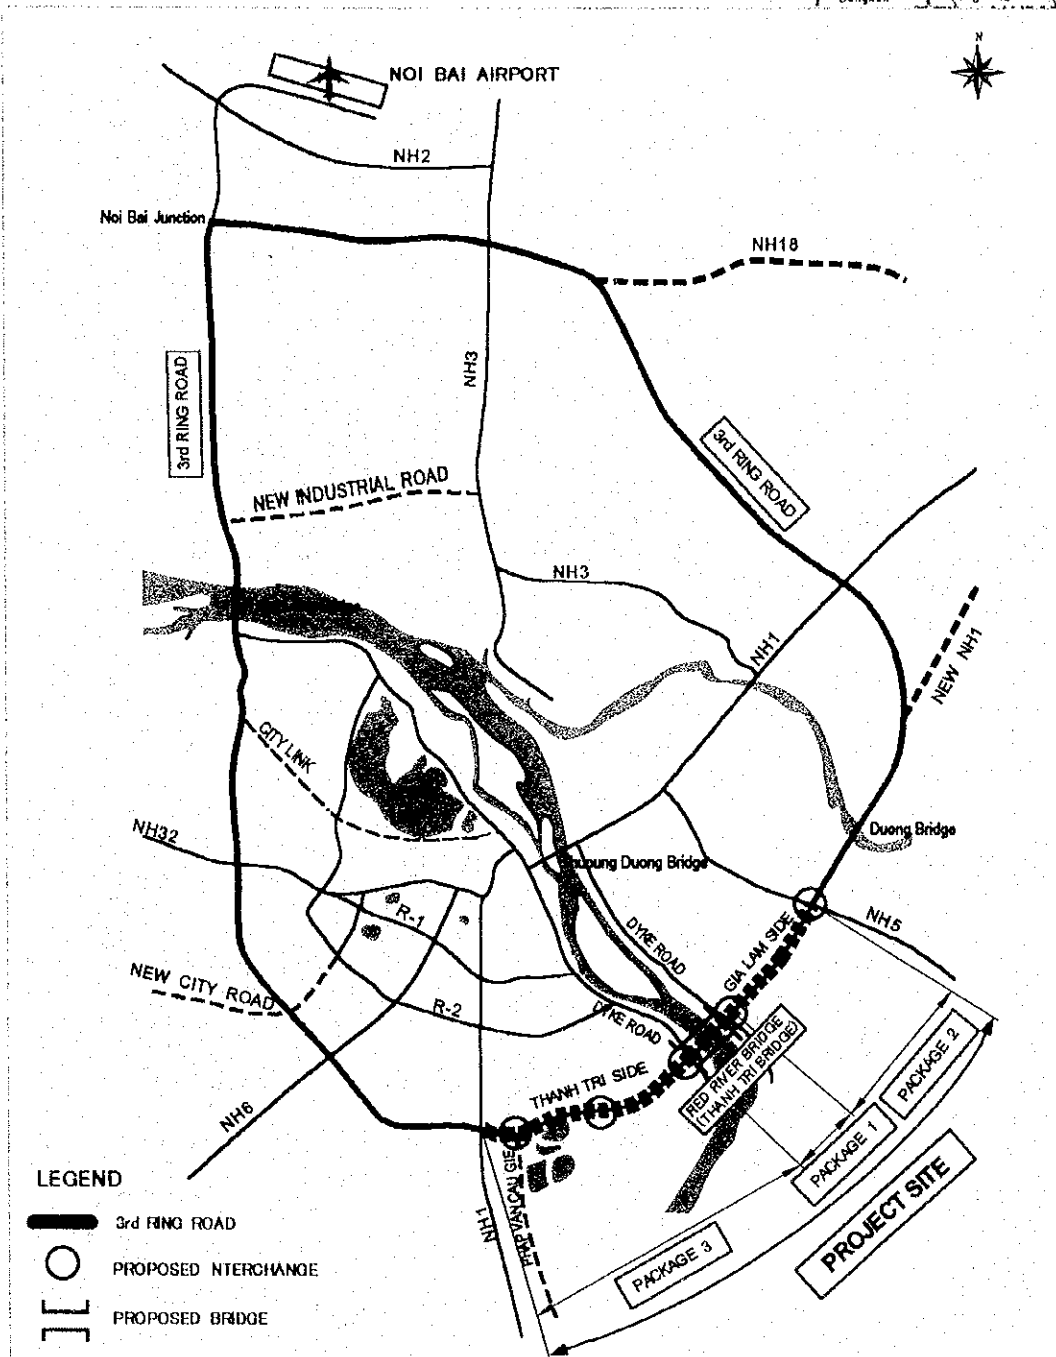 N
NOI BAI AIRPORT
NH2
Noi Bai Junction
NH18
NH3
3rd RING ROAD
3rd RING ROAD
NEW INDUSTRIAL ROAD
NH3
NH1
NEW NH1
CITY LINK
NH32
Duong Bridge
Duong Bridge
R-1
NH5
DYKE ROAD
GIA LAM SIDE
NEW CITY ROAD
R-2
DYKE ROAD
RED RIVER BRIDGE
(THANH TRI BRIDGE)
THANH TRI SIDE
NH6
PACKAGE 2
PACKAGE 1
PACKAGE 3
PROJECT SITE
NH1
LEGEND
3rd RING ROAD
PROPOSED NTERCHANGE
PROPOSED BRIDGE